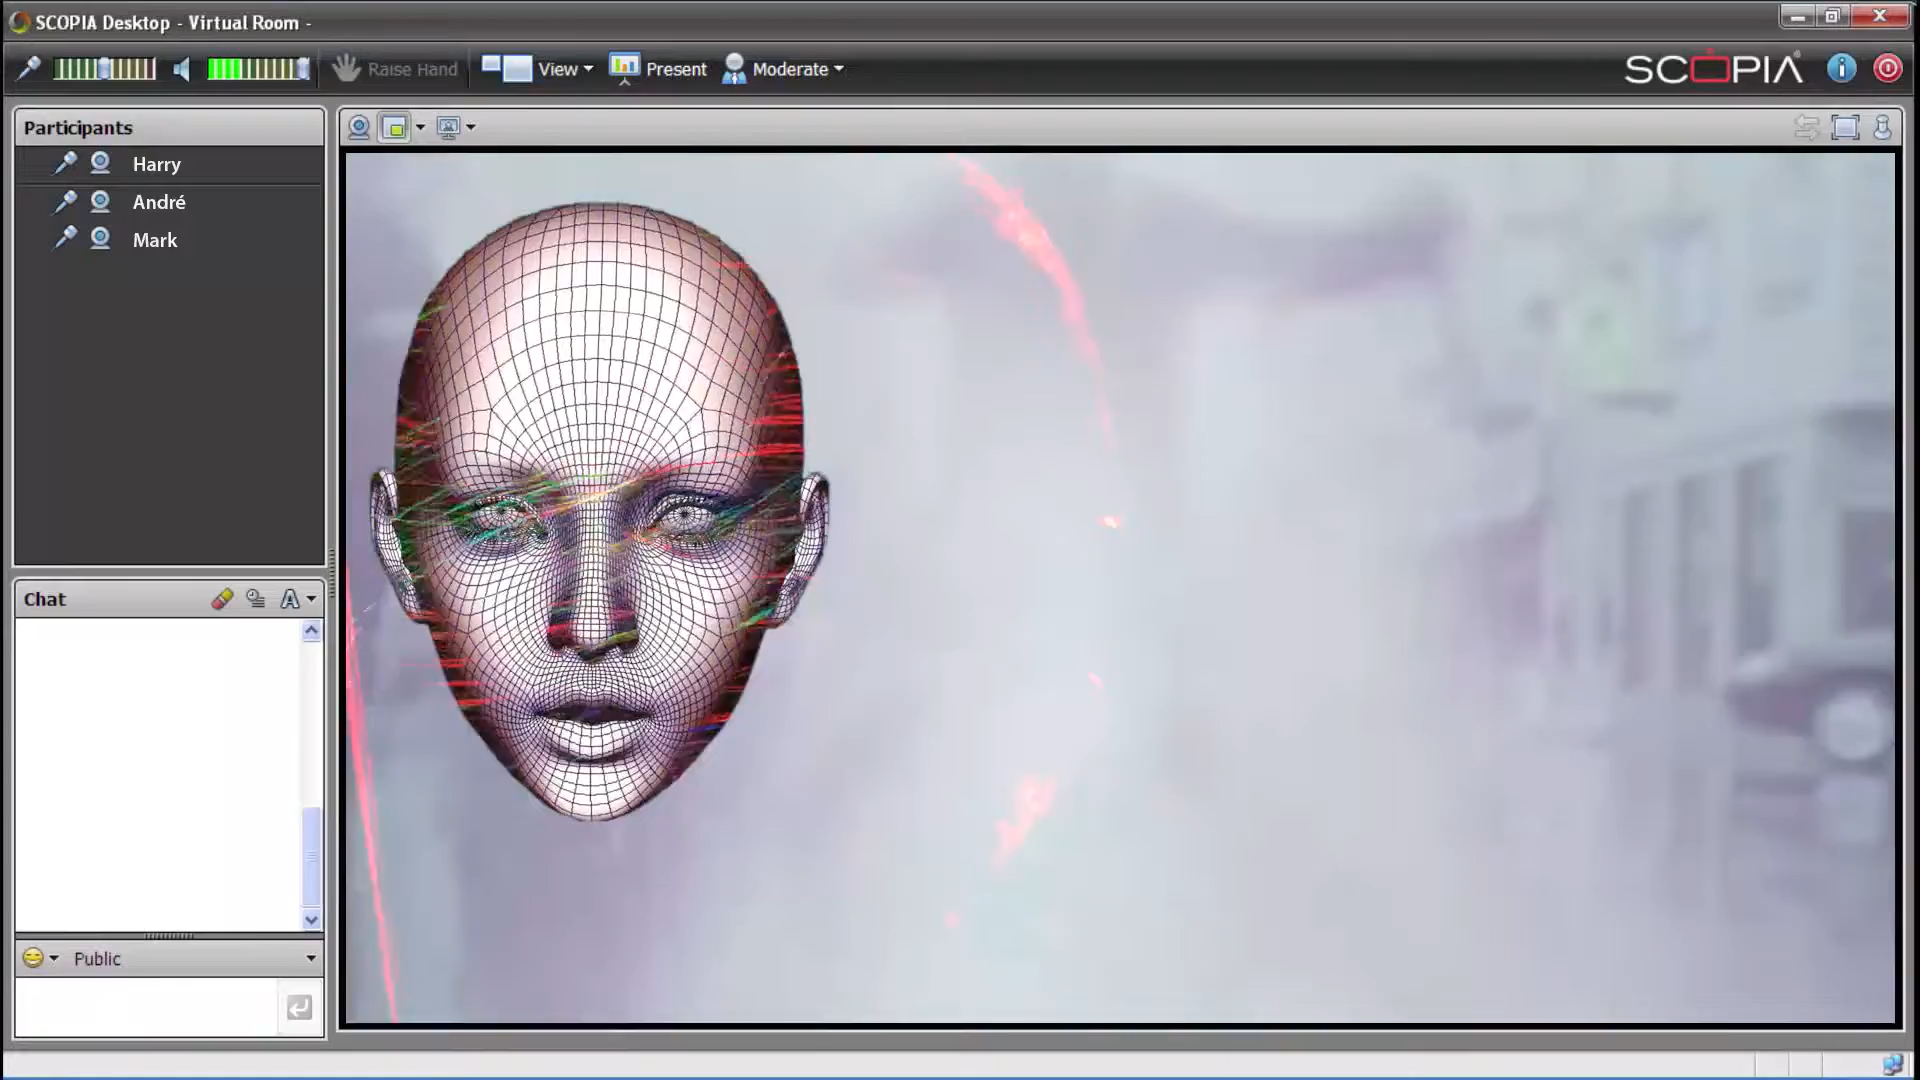 SCOPIA Desktop - Virtual Room -
Raise Hand
View
Present
Moderate
SCOPIA
Participants
Harry
André
Mark
Chat
A
Public